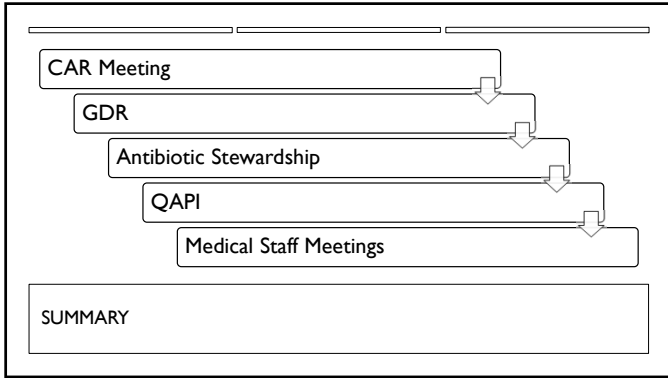 CAR Meeting
GDR
Antibiotic Stewardship
QAPI
Medical Staff Meetings
SUMMARY